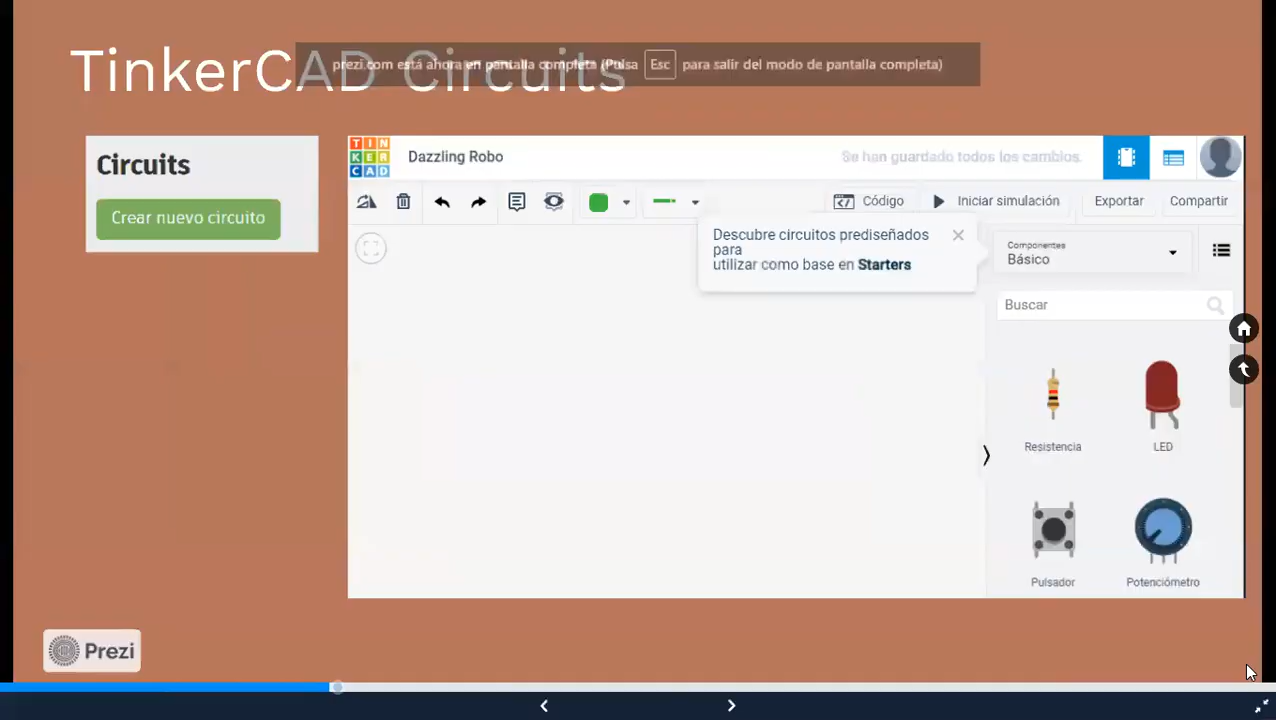 TinkerCAD Circuits
prezi.com está ahora en pantalla completa (Pulsa Esc para salir del modo de pantalla completa)
Circuits
Crear nuevo circuito
TIN
KER
CAD
Dazzling Robo
Se han guardado todos los cambios.
Código
Iniciar simulación
Exportar
Compartir
Descubre circuitos prediseñados
para
utilizar como base en Starters
Componentes
Básico
Buscar
Resistencia
LED
Pulsador
Potenciómetro
Prezi